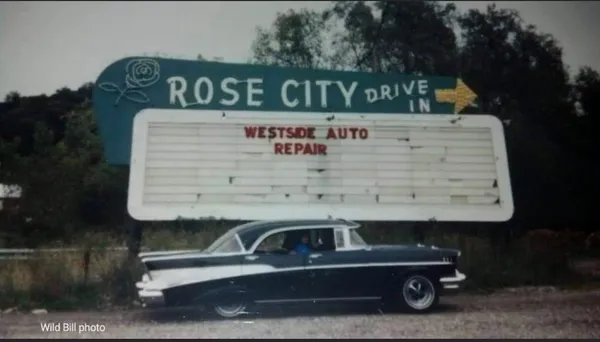 ROSE CITY DRIVE
IN
WESTSIDE AUTO
REPAIR
Wild Bill photo